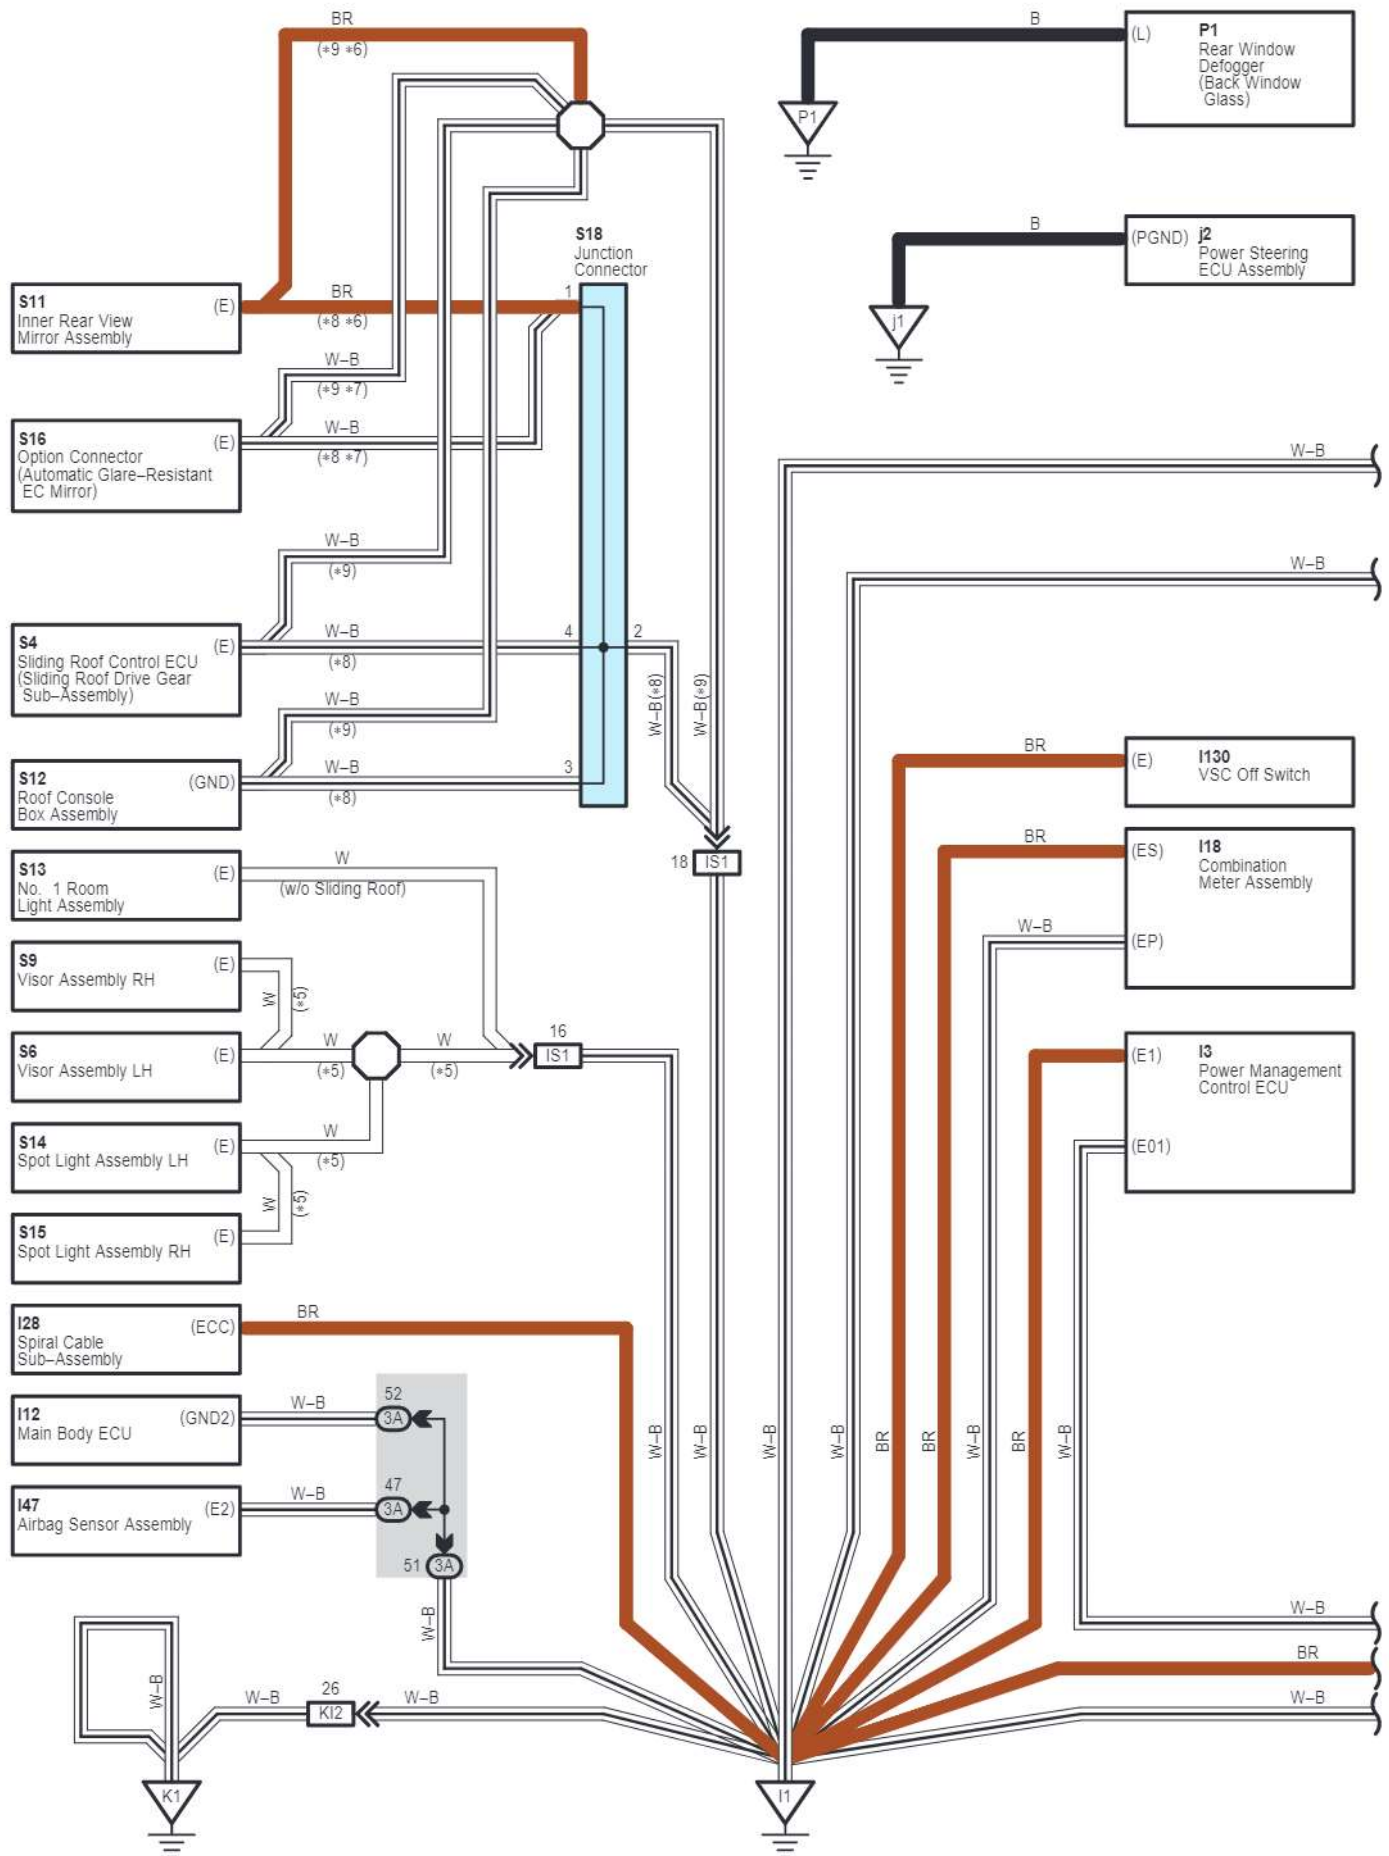 BR
(*9 *6)
B
(L)
P1
Rear Window
Defogger
(Back Window
Glass)
P1
S18
Junction
Connector
B
(PGND)
j2
Power Steering
ECU Assembly
j1
S11
Inner Rear View
Mirror Assembly
(E)
BR
(*8 *6)
1
W–B
(*9 *7)
S16
Option Connector
(Automatic Glare–Resistant
EC Mirror)
(E)
W–B
(*8 *7)
W–B
W–B
(*9)
W–B
S4
Sliding Roof Control ECU
(Sliding Roof Drive Gear
Sub–Assembly)
(E)
W–B
(*8)
4
2
W–B
(*9)
W–B(*8)
W–B(*9)
S12
Roof Console
Box Assembly
(GND)
W–B
(*8)
3
BR
(E)
I130
VSC Off Switch
S13
No. 1 Room
Light Assembly
(E)
W
(w/o Sliding Roof)
18
IS1
BR
(ES)
I18
Combination
Meter Assembly
W–B
(EP)
S9
Visor Assembly RH
(E)
W
(*5)
S6
Visor Assembly LH
(E)
W
(*5)
W
(*5)
16
IS1
(E1)
I3
Power Management
Control ECU
(E01)
S14
Spot Light Assembly LH
(E)
W
(*5)
W
(*5)
S15
Spot Light Assembly RH
(E)
I28
Spiral Cable
Sub–Assembly
(ECC)
BR
I12
Main Body ECU
(GND2)
W–B
52
3A
I47
Airbag Sensor Assembly
(E2)
W–B
47
3A
51
3A
W–B
W–B
W–B
W–B
W–B
BR
BR
W–B
BR
W–B
W–B
BR
W–B
W–B
W–B
26
KI2
W–B
K1
I1